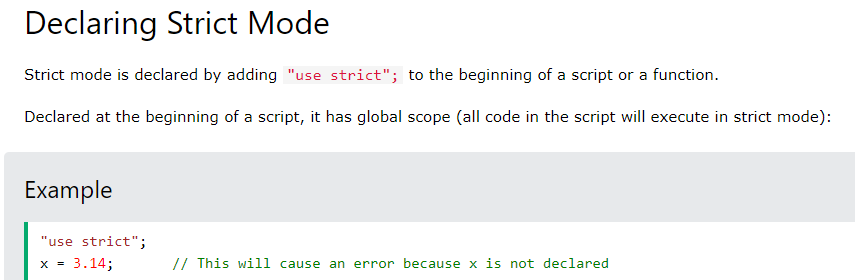 Declaring Strict Mode
Strict mode is declared by adding "use strict"; to the beginning of a script or a function.
Declared at the beginning of a script, it has global scope (all code in the script will execute in strict mode):
Example
"use strict";
x = 3.14;       // This will cause an error because x is not declared